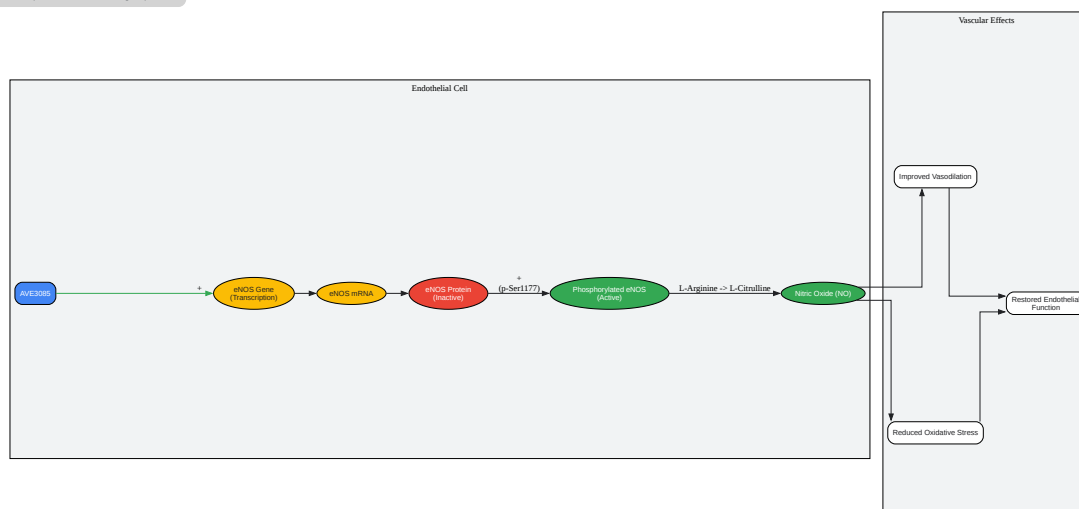 Vascular Effects
Endothelial Cell
Improved Vasodilation
AVE3085
+
eNOS Gene
(Transcription)
eNOS mRNA
eNOS Protein
(Inactive)
+
(p-Ser1177)
Phosphorylated eNOS
(Active)
L-Arginine -> L-Citrulline
Nitric Oxide (NO)
Restored Endothelial
Function
Reduced Oxidative Stress